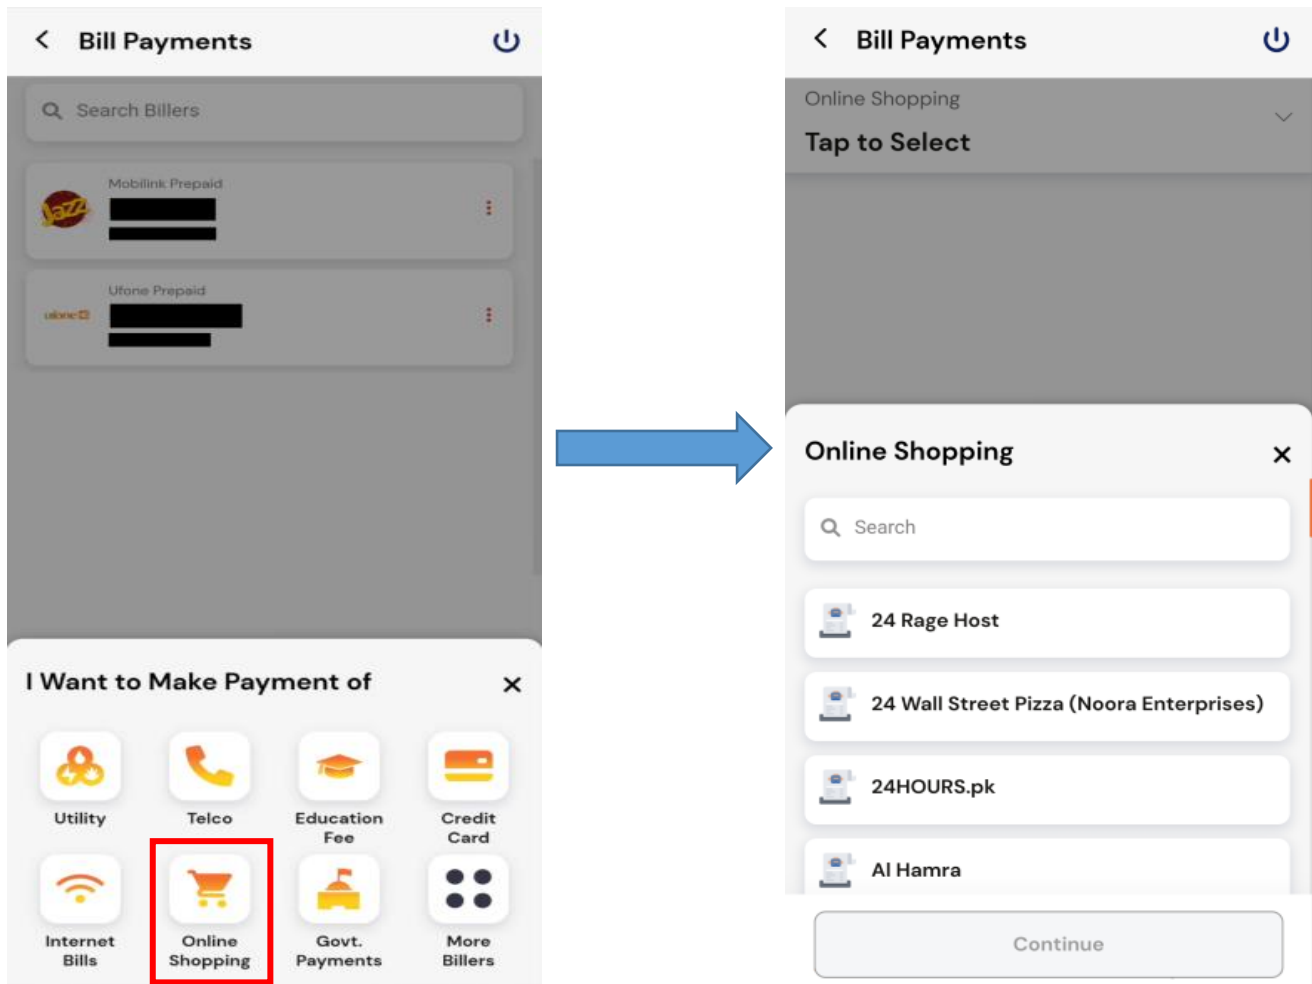 Bill Payments
Search Billers
Mobilink Prepaid
Jazz
Ufone Prepaid
ufone
I Want to Make Payment of
Utility
Telco
Education
Fee
Credit
Card
Internet
Bills
Online
Shopping
Govt.
Payments
More
Billers
Bill Payments
Online Shopping
Tap to Select
Online Shopping
Search
24 Rage Host
24 Wall Street Pizza (Noora Enterprises)
24HOURS.pk
Al Hamra
Continue